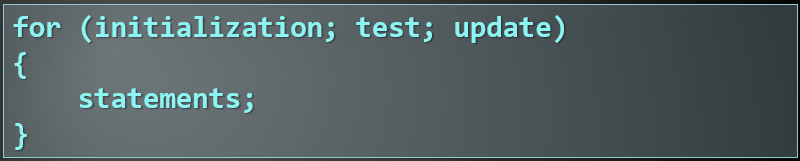 for (initialization; test; update)
{
    statements;
}